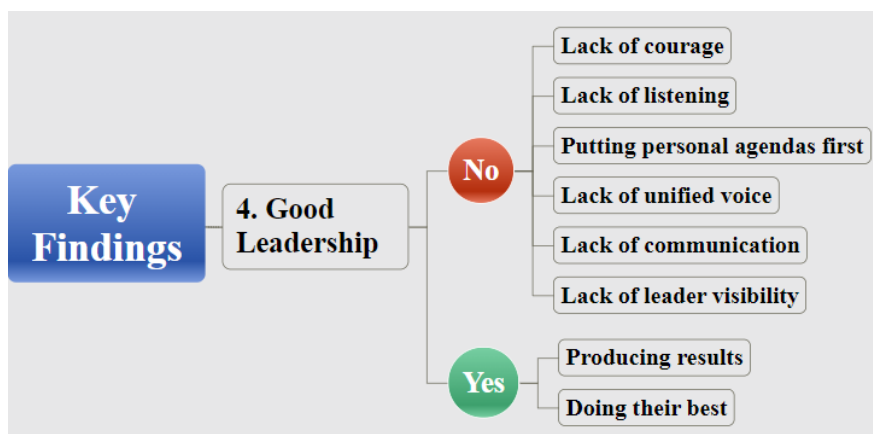 Key
Findings
4. Good
Leadership
No
Lack of courage
Lack of listening
Putting personal agendas first
Lack of unified voice
Lack of communication
Lack of leader visibility
Yes
Producing results
Doing their best